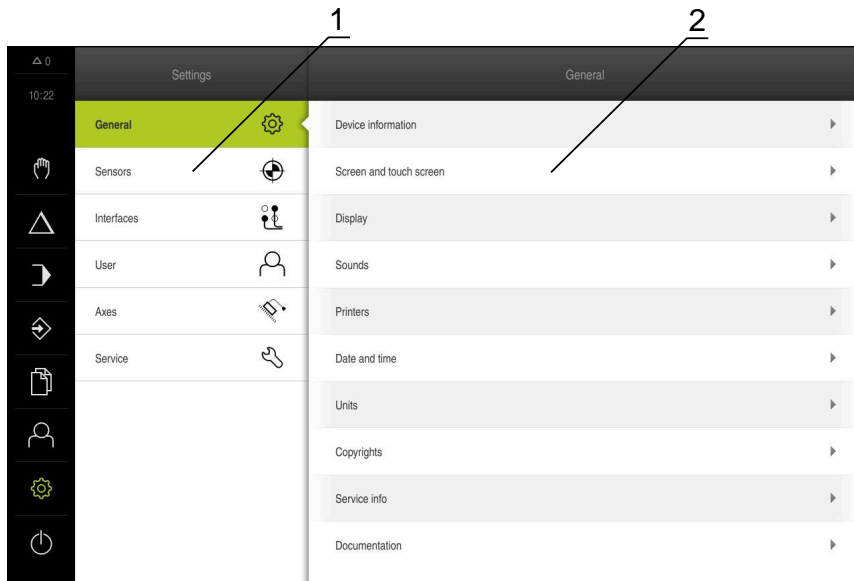 1
2
0
Settings
General
10:22
General
Device information
Sensors
Screen and touch screen
Interfaces
Display
User
Sounds
Axes
Printers
Service
Date and time
Units
Copyrights
Service info
Documentation